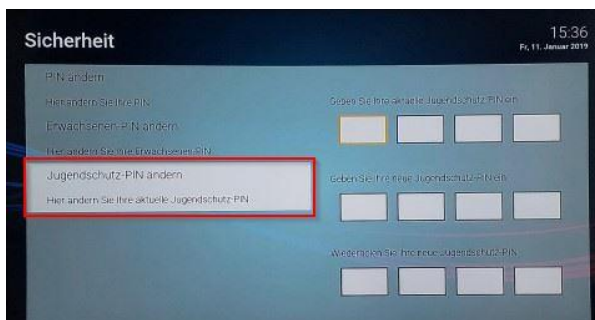 Sicherheit
15:36
Fr, 11. Januar 2019
PIN ändern
Hier ändern Sie Ihre PIN
Erwachsenen-PIN ändern
Hier ändern Sie Ihre Erwachsenen-PIN
Jugendschutz-PIN ändern
Hier ändern Sie Ihre aktuelle Jugendschutz-PIN
Geben Sie Ihre aktuelle Jugendschutz-PIN ein
Geben Sie Ihre neue Jugendschutz-PIN ein
Wiederholen Sie Ihre neue Jugendschutz-PIN